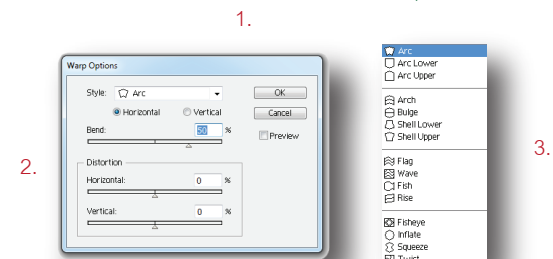 1.
Warp Options
Style: Arc
Horizontal Vertical
Bend: 50 %
Distortion
Horizontal: 0 %
Vertical: 0 %
OK
Cancel
Preview
2.
Arc
Arc Lower
Arc Upper
Arch
Bulge
Shell Lower
Shell Upper
Flag
Wave
Fish
Rise
Fisheye
Inflate
Squeeze
Twist
3.